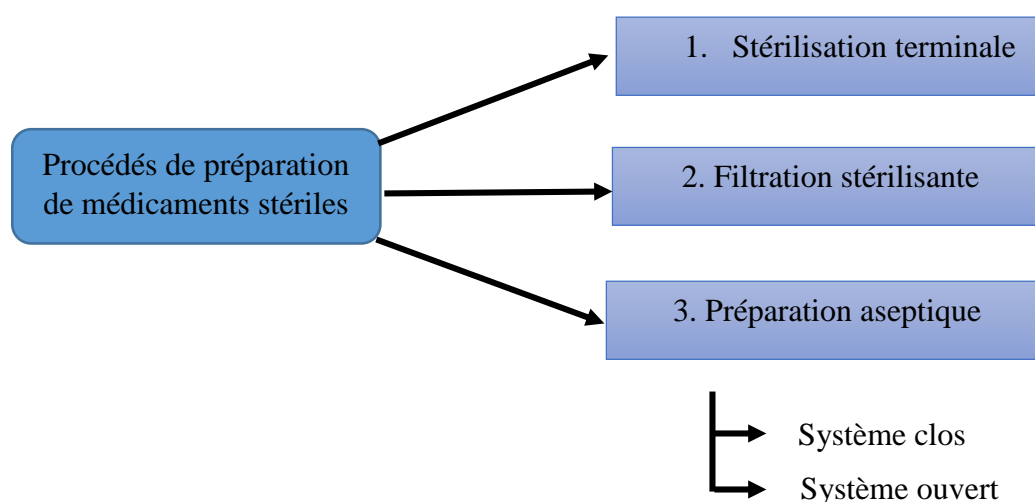 Procédés de préparation
de médicaments stériles
1. Stérilisation terminale
2. Filtration stérilisante
3. Préparation aseptique
Système clos
Système ouvert